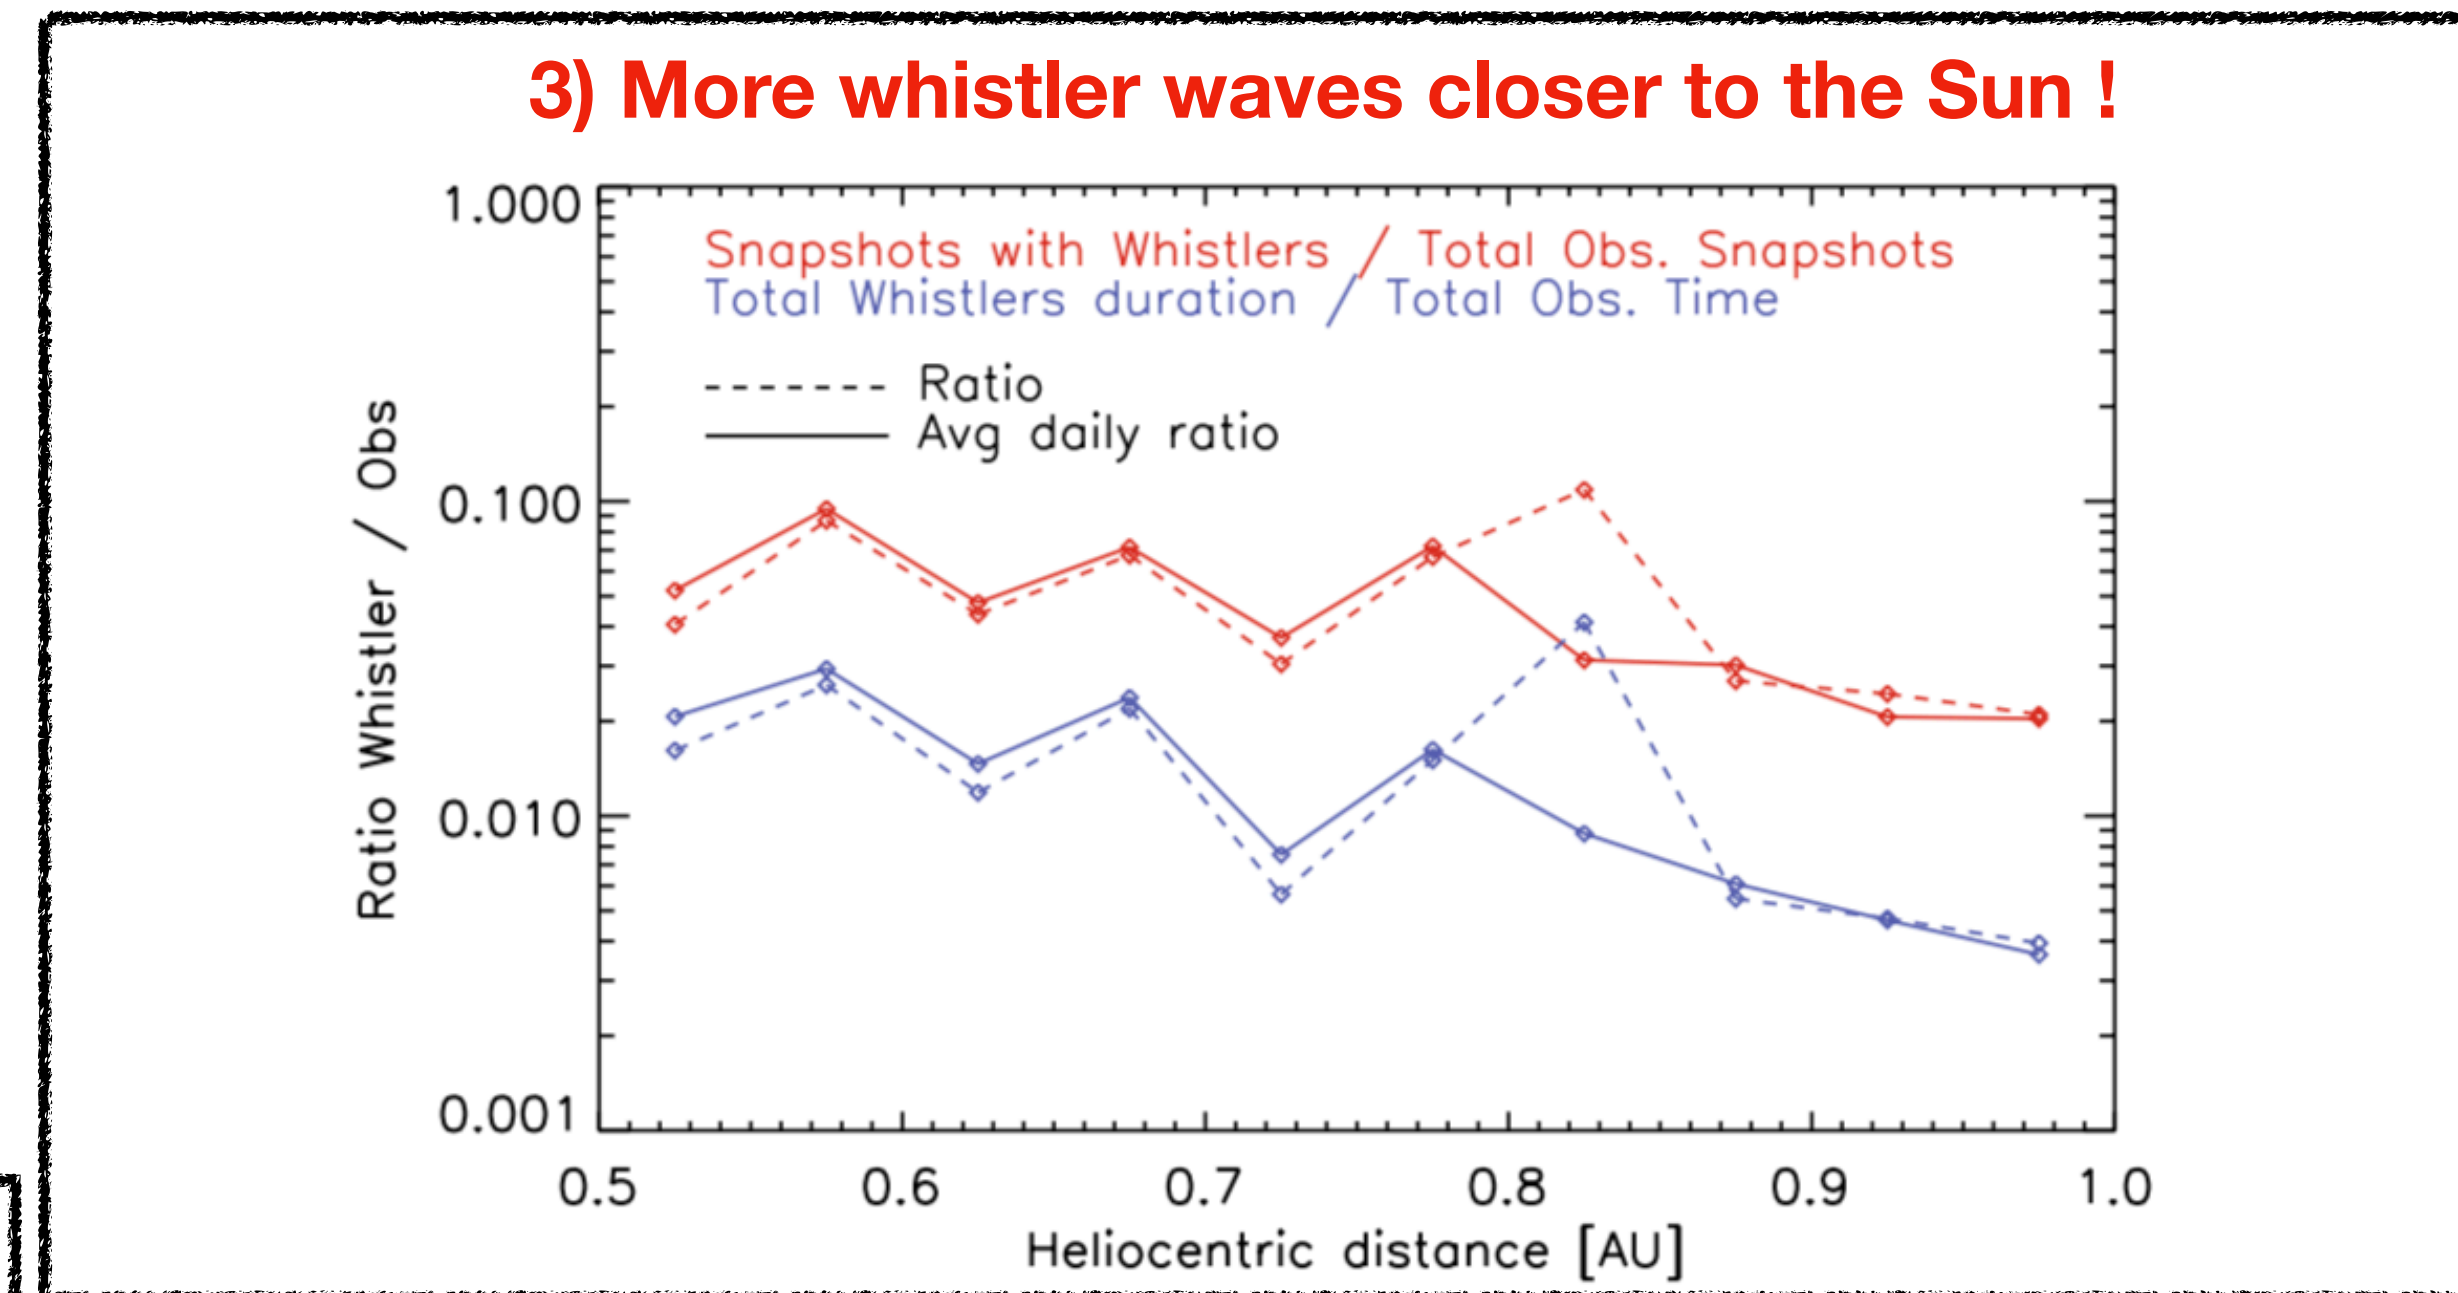 3) More whistler waves closer to the Sun !
1.000
Snapshots with Whistlers / Total Obs. Snapshots
Total Whistlers duration / Total Obs. Time
Ratio
Avg daily ratio
Ratio Whistler / Obs
0.100
0.010
0.001
0.5 0.6 0.7 0.8 0.9 1.0
Heliocentric distance [AU]